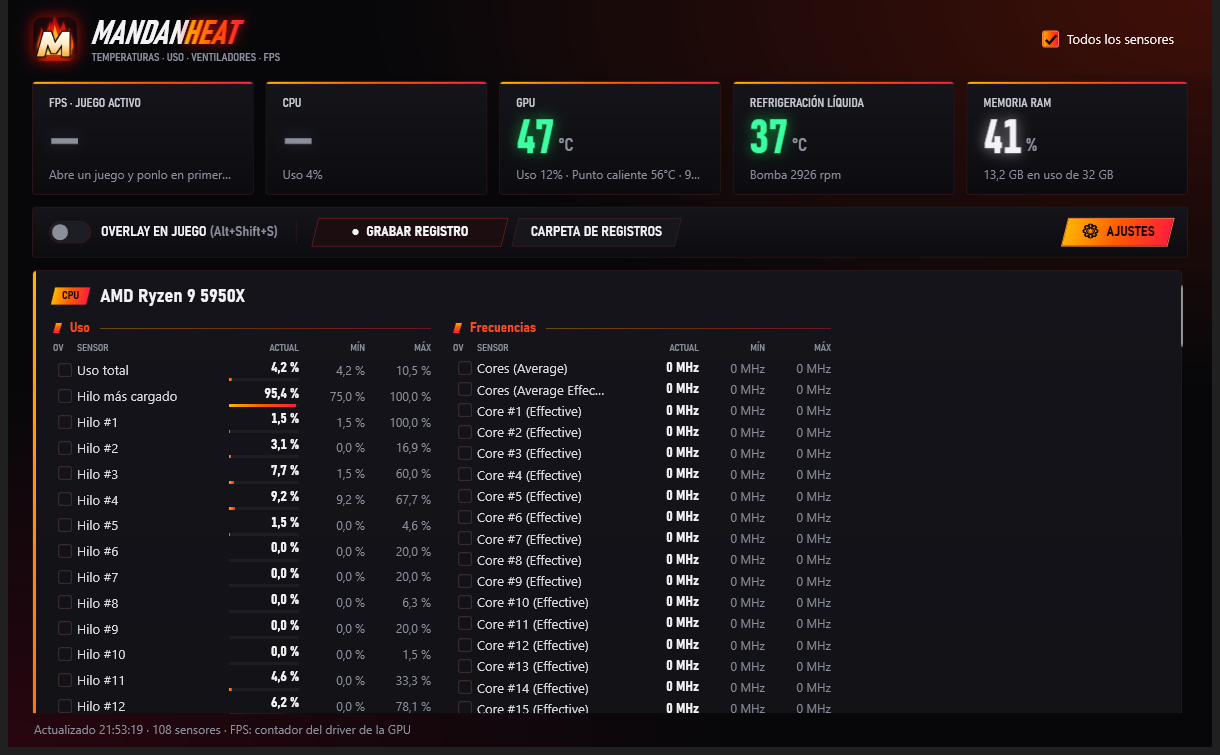 MANDANHEAT
TEMPERATURAS · USO · VENTILADORES · FPS
Todos los sensores
FPS · JUEGO ACTIVO
—
Abre un juego y ponlo en primer...
CPU
—
Uso 4%
GPU
47 °C
Uso 12% · Punto caliente 56°C · 9...
REFRIGERACIÓN LÍQUIDA
37 °C
Bomba 2926 rpm
MEMORIA RAM
41 %
13,2 GB en uso de 32 GB
OVERLAY EN JUEGO (Alt+Shift+S)
● GRABAR REGISTRO
CARPETA DE REGISTROS
AJUSTES
CPU AMD Ryzen 9 5950X
Uso
OV SENSOR ACTUAL MÍN MÁX
Uso total 4,2 % 4,2 % 10,5 %
Hilo más cargado 95,4 % 75,0 % 100,0 %
Hilo #1 1,5 % 1,5 % 100,0 %
Hilo #2 3,1 % 0,0 % 16,9 %
Hilo #3 7,7 % 1,5 % 60,0 %
Hilo #4 9,2 % 9,2 % 67,7 %
Hilo #5 1,5 % 0,0 % 4,6 %
Hilo #6 0,0 % 0,0 % 20,0 %
Hilo #7 0,0 % 0,0 % 20,0 %
Hilo #8 0,0 % 0,0 % 6,3 %
Hilo #9 0,0 % 0,0 % 20,0 %
Hilo #10 0,0 % 0,0 % 1,5 %
Hilo #11 4,6 % 0,0 % 33,3 %
Hilo #12 6,2 % 0,0 % 78,1 %
Frecuencias
OV SENSOR ACTUAL MÍN MÁX
Cores (Average) 0 MHz 0 MHz 0 MHz
Cores (Average Effec... 0 MHz 0 MHz 0 MHz
Core #1 (Effective) 0 MHz 0 MHz 0 MHz
Core #2 (Effective) 0 MHz 0 MHz 0 MHz
Core #3 (Effective) 0 MHz 0 MHz 0 MHz
Core #4 (Effective) 0 MHz 0 MHz 0 MHz
Core #5 (Effective) 0 MHz 0 MHz 0 MHz
Core #6 (Effective) 0 MHz 0 MHz 0 MHz
Core #7 (Effective) 0 MHz 0 MHz 0 MHz
Core #8 (Effective) 0 MHz 0 MHz 0 MHz
Core #9 (Effective) 0 MHz 0 MHz 0 MHz
Core #10 (Effective) 0 MHz 0 MHz 0 MHz
Core #11 (Effective) 0 MHz 0 MHz 0 MHz
Core #12 (Effective) 0 MHz 0 MHz 0 MHz
Core #13 (Effective) 0 MHz 0 MHz 0 MHz
Core #14 (Effective) 0 MHz 0 MHz 0 MHz
Core #15 (Effective) 0 MHz 0 MHz 0 MHz
Actualizado 21:53:19 · 108 sensores · FPS: contador del driver de la GPU